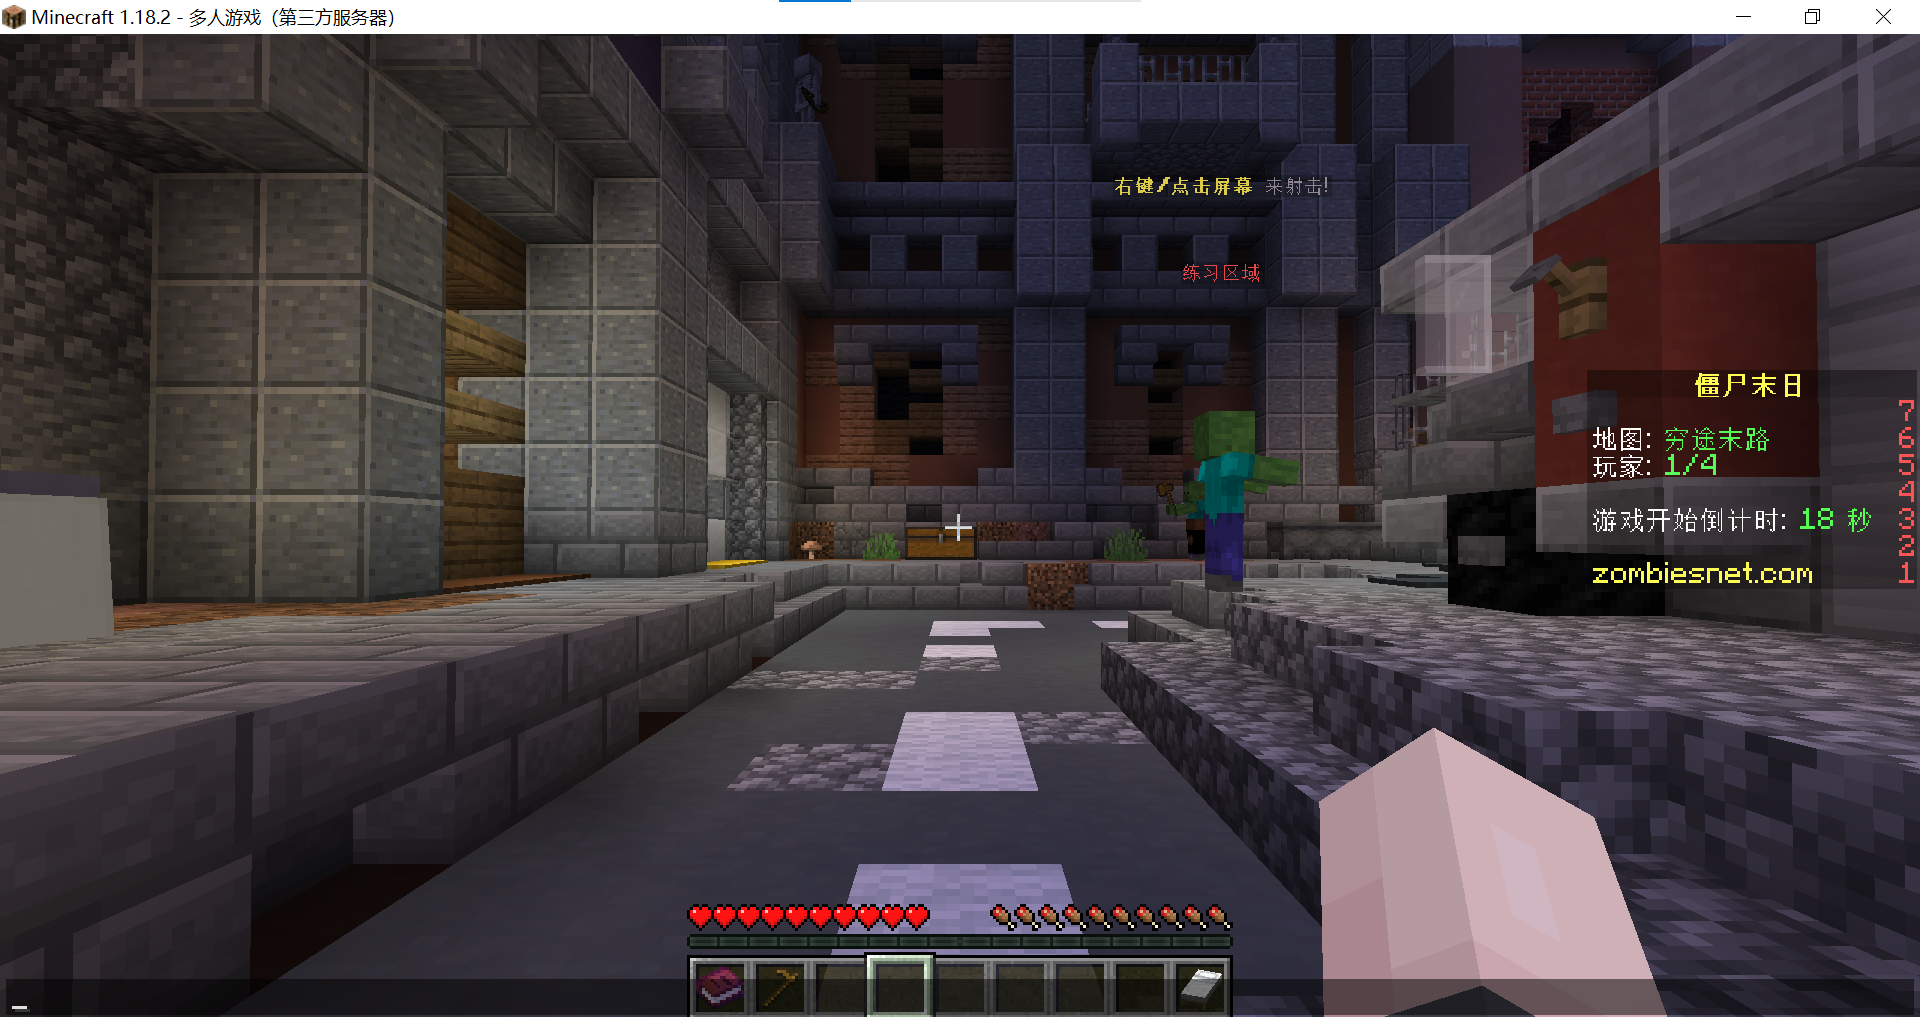 Minecraft 1.18.2 - 多人游戏（第三方服务器）
右键/点击屏幕 来射击!
练习区域
僵尸末日
7
地图: 穷途末路 6
玩家: 1/4 5
4
游戏开始倒计时: 18 秒 3
2
zombiesnet.com 1